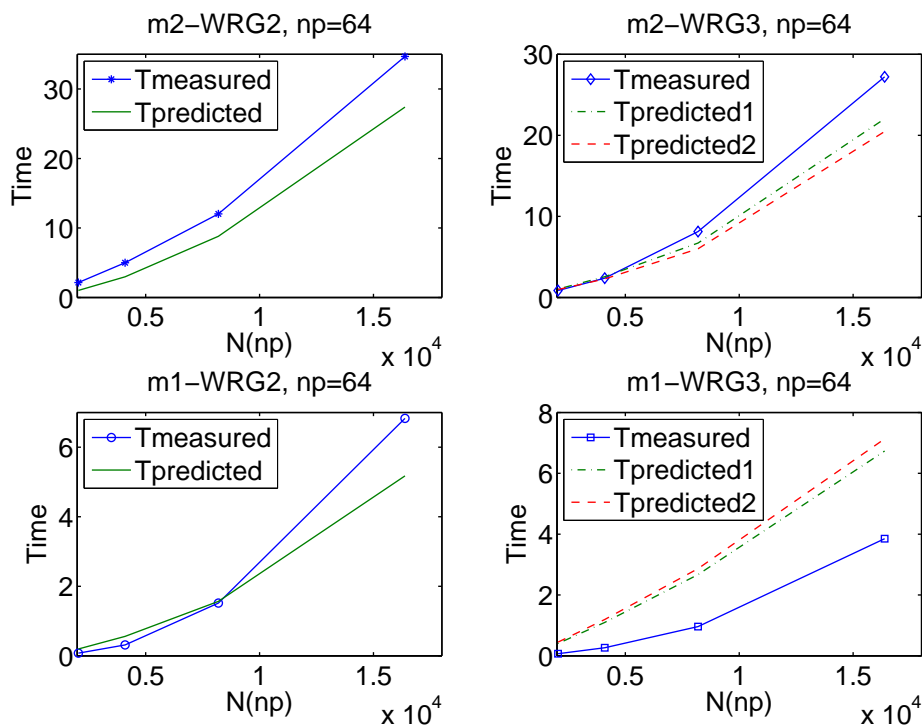 m2−WRG2, np=64
Time
0
10
20
30
Tmeasured
Tpredicted
0.5
1
1.5
N(np)
x 10^4
m2−WRG3, np=64
Time
0
10
20
30
Tmeasured
Tpredicted1
Tpredicted2
0.5
1
1.5
N(np)
x 10^4
m1−WRG2, np=64
Time
0
2
4
6
Tmeasured
Tpredicted
0.5
1
1.5
N(np)
x 10^4
m1−WRG3, np=64
Time
0
2
4
6
8
Tmeasured
Tpredicted1
Tpredicted2
0.5
1
1.5
N(np)
x 10^4